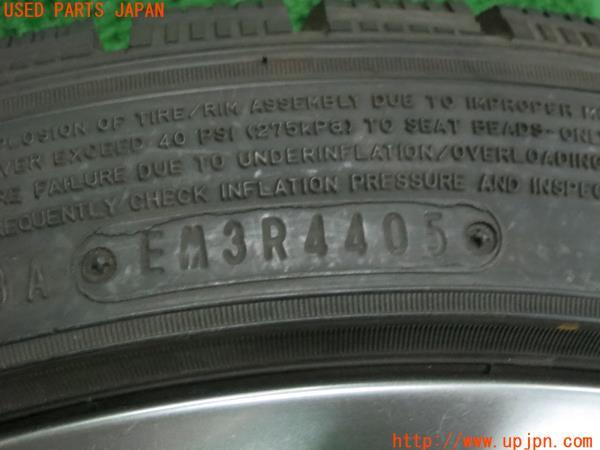 USED PARTS JAPAN
PLOSION OF TIRE/RIM ASSEMBLY DUE TO IMPROPER M
VER EXCEED 40 PSI (275kPa) TO SEAT BEADS-ONL
RE FAILURE DUE TO UNDERINFLATION/OVERLOADING
REQUENTLY CHECK INFLATION PRESSURE AND INSPEC
A EM3R4405
http://www.upjpn.com/